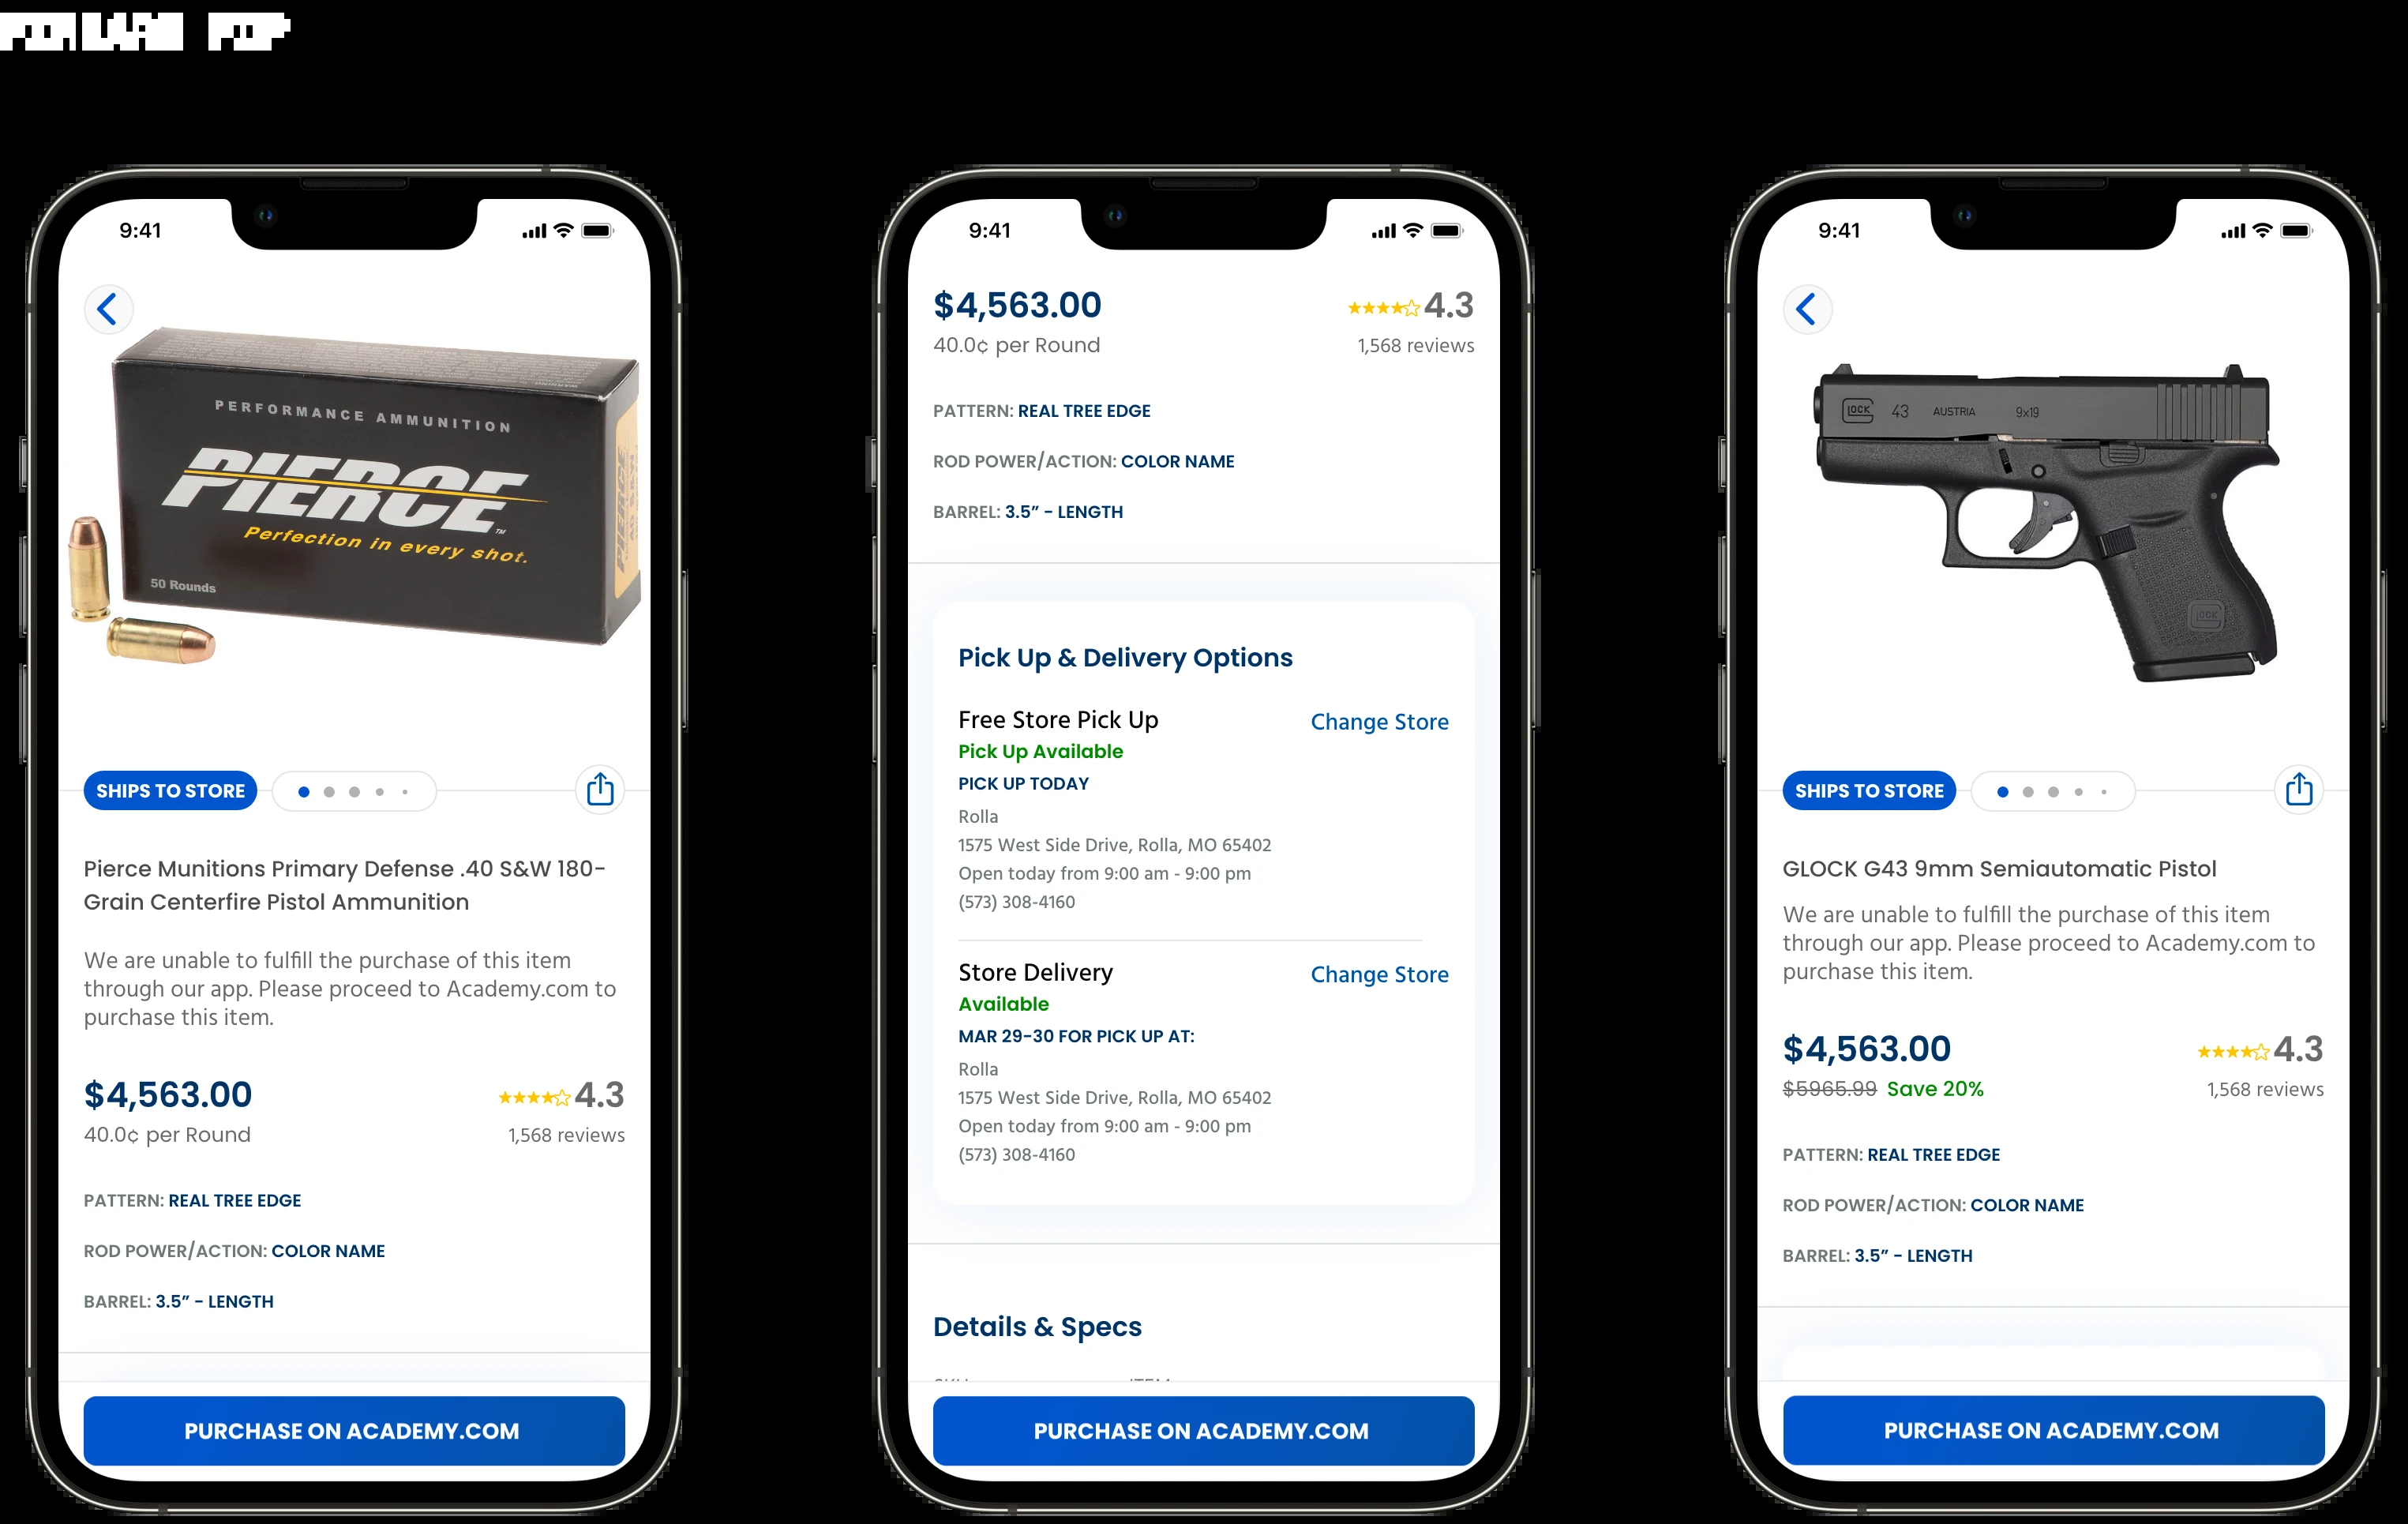 9:41
PERFORMANCE AMMUNITION
PIERCE
PIERCE
TM
Perfection in every shot.
50 Rounds
SHIPS TO STORE
Pierce Munitions Primary Defense .40 S&W 180-
Grain Centerfire Pistol Ammunition
We are unable to fulfill the purchase of this item
through our app. Please proceed to Academy.com to
purchase this item.
$4,563.00
4.3
40.0¢ per Round
1,568 reviews
PATTERN: REAL TREE EDGE
ROD POWER/ACTION: COLOR NAME
BARREL: 3.5” - LENGTH
PURCHASE ON ACADEMY.COM
9:41
$4,563.00
4.3
40.0¢ per Round
1,568 reviews
PATTERN: REAL TREE EDGE
ROD POWER/ACTION: COLOR NAME
BARREL: 3.5” - LENGTH
Pick Up & Delivery Options
Free Store Pick Up
Change Store
Pick Up Available
PICK UP TODAY
Rolla
1575 West Side Drive, Rolla, MO 65402
Open today from 9:00 am - 9:00 pm
(573) 308-4160
Store Delivery
Change Store
Available
MAR 29-30 FOR PICK UP AT:
Rolla
1575 West Side Drive, Rolla, MO 65402
Open today from 9:00 am - 9:00 pm
(573) 308-4160
Details & Specs
PURCHASE ON ACADEMY.COM
9:41
GLOCK 43 AUSTRIA 9x19
GLOCK
SHIPS TO STORE
GLOCK G43 9mm Semiautomatic Pistol
We are unable to fulfill the purchase of this item
through our app. Please proceed to Academy.com to
purchase this item.
$4,563.00
4.3
$5965.99 Save 20%
1,568 reviews
PATTERN: REAL TREE EDGE
ROD POWER/ACTION: COLOR NAME
BARREL: 3.5” - LENGTH
PURCHASE ON ACADEMY.COM